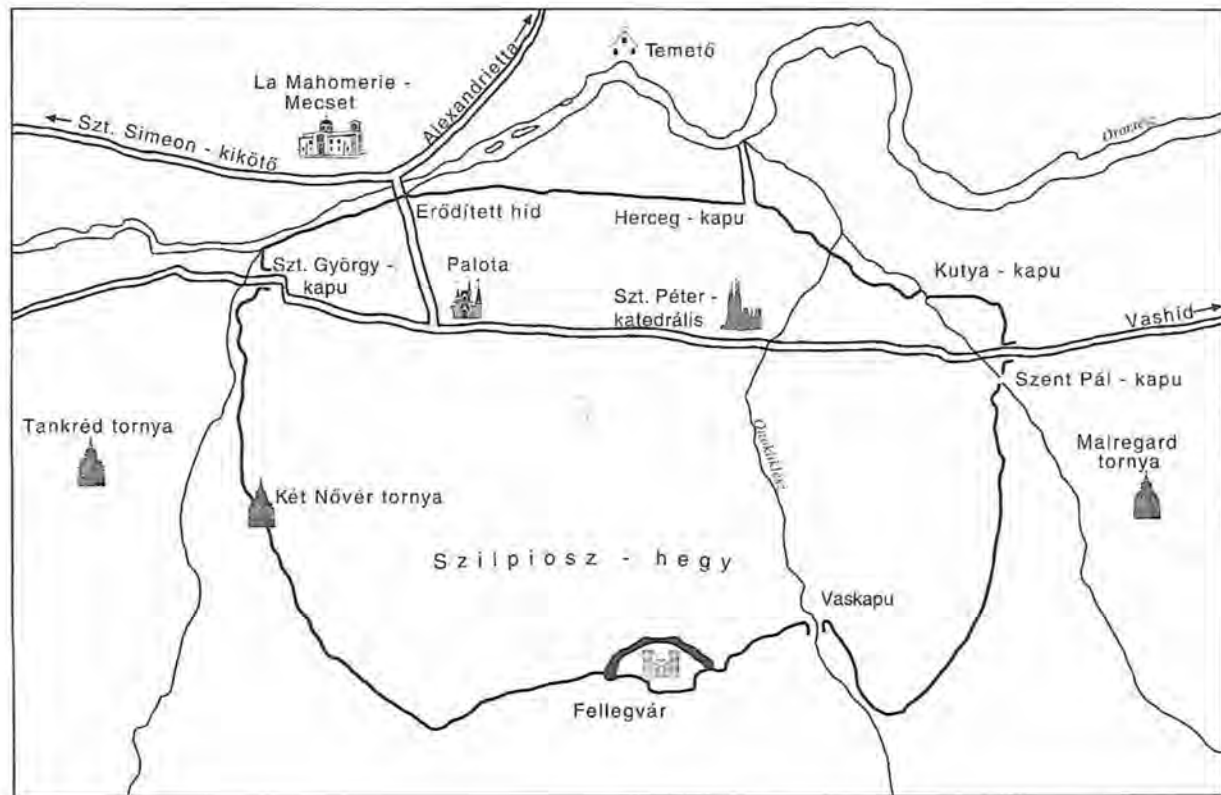 Temető
La Mahomerie -
Mecset
Alexandrietta
Szt. Simeon - kikötő
Orontész
Erődített híd
Herceg - kapu
Szt. György -
kapu
Palota
Szt. Péter -
katedrális
Kutya - kapu
Vashíd
Szent Pál - kapu
Tankréd tornya
Malregard
tornya
Két Nővér tornya
Szilpiosz - hegy
Vaskapu
Fellegvár